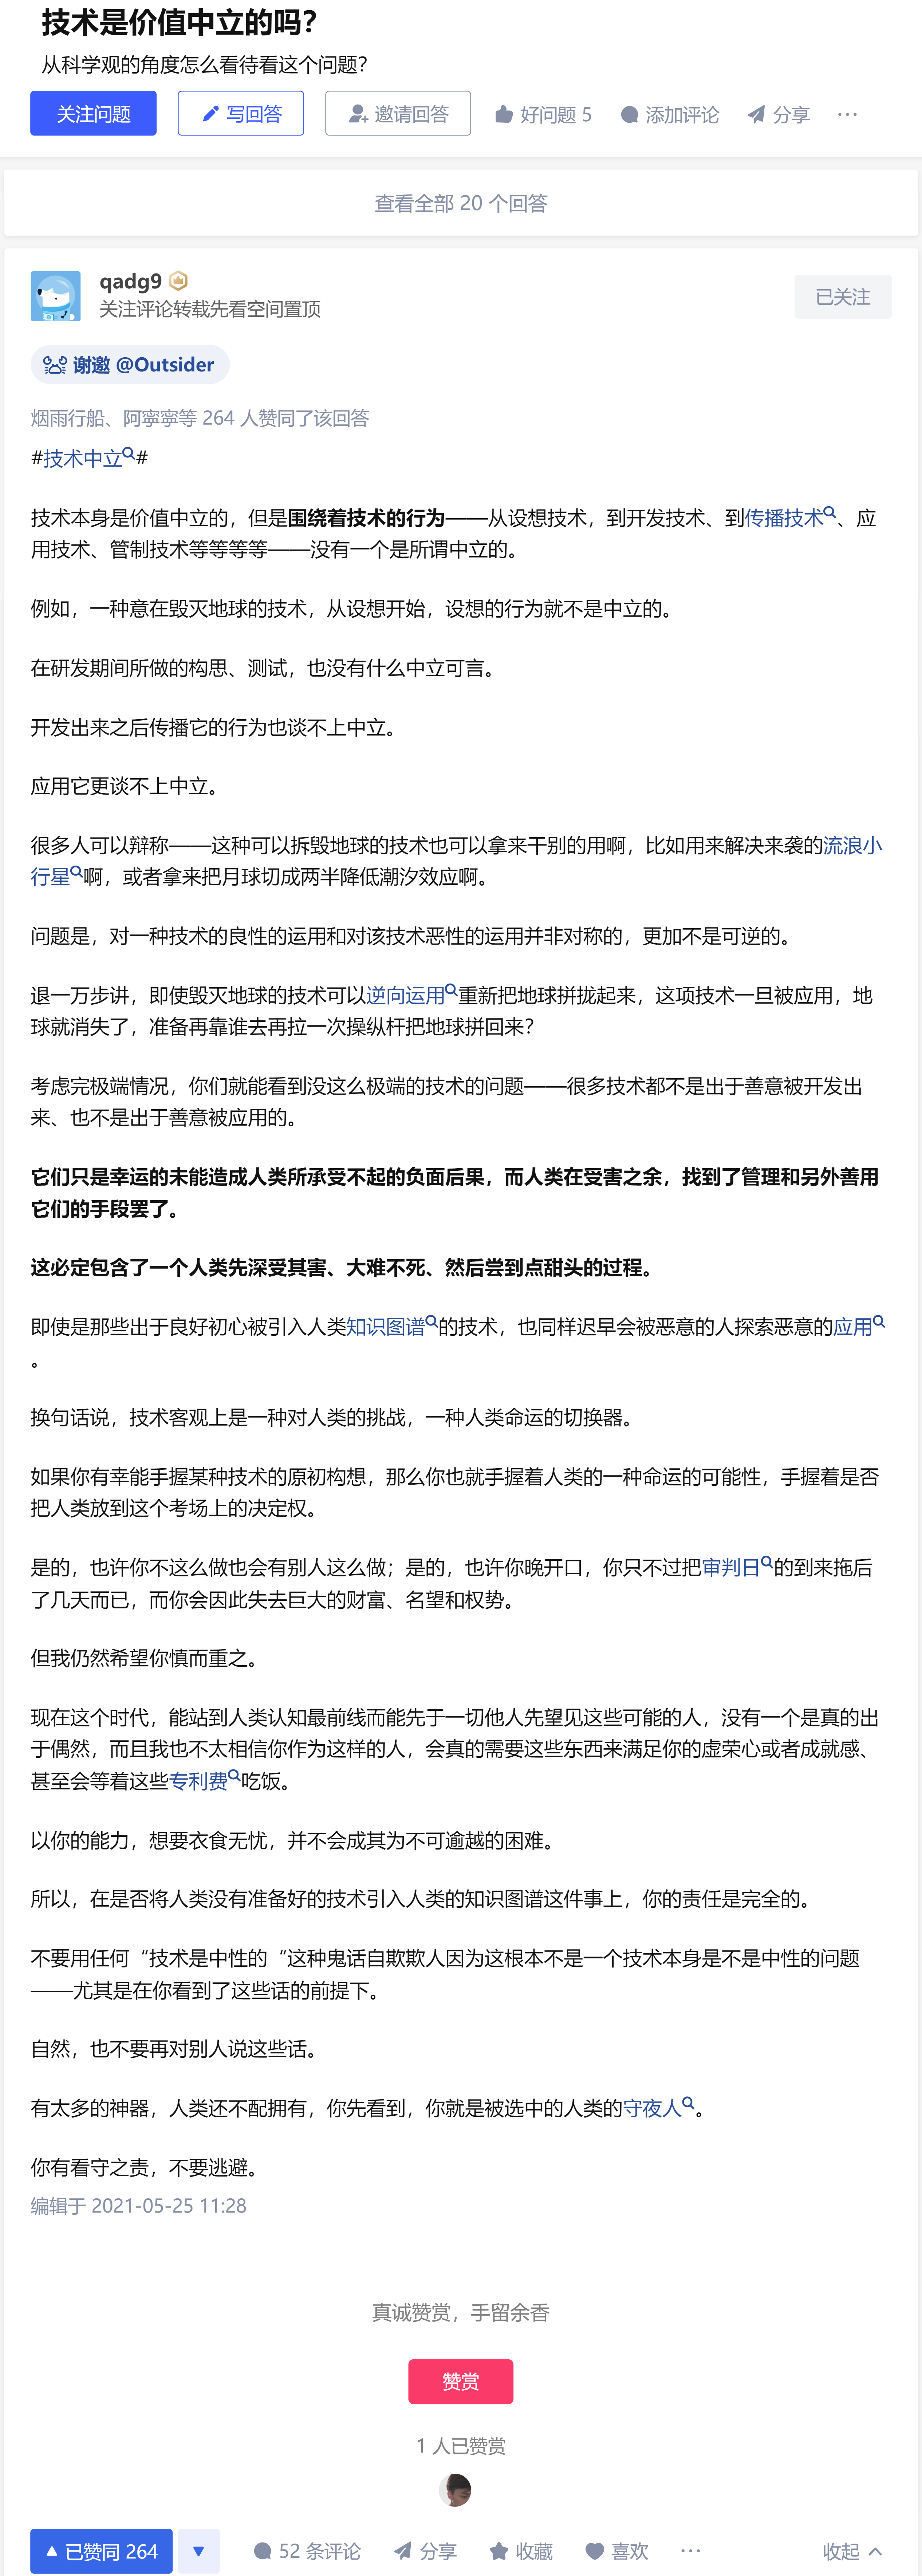 技术是价值中立的吗?
从科学观的角度怎么看待看这个问题?
关注问题 写回答 邀请回答 好问题 5 添加评论 分享 ···
查看全部 20 个回答
qadg9
关注评论转载先看空间置顶
已关注
谢邀 @Outsider
烟雨行船、阿寧寧等 264 人赞同了该回答
#技术中立#
技术本身是价值中立的，但是围绕着技术的行为——从设想技术，到开发技术、到传播技术、应
用技术、管制技术等等等等——没有一个是所谓中立的。
例如，一种意在毁灭地球的技术，从设想开始，设想的行为就不是中立的。
在研发期间所做的构思、测试，也没有什么中立可言。
开发出来之后传播它的行为也谈不上中立。
应用它更谈不上中立。
很多人可以辩称——这种可以拆毁地球的技术也可以拿来干别的用啊，比如用来解决来袭的流浪小
行星啊，或者拿来把月球切成两半降低潮汐效应啊。
问题是，对一种技术的良性的运用和对该技术恶性的运用并非对称的，更加不是可逆的。
退一万步讲，即使毁灭地球的技术可以逆向运用重新把地球拼拢起来，这项技术一旦被应用，地
球就消失了，准备再靠谁去再拉一次操纵杆把地球拼回来？
考虑完极端情况，你们就能看到没这么极端的技术的问题——很多技术都不是出于善意被开发出
来、也不是出于善意被应用的。
它们只是幸运的未能造成人类所承受不起的负面后果，而人类在受害之余，找到了管理和另外善用
它们的手段罢了。
这必定包含了一个人类先深受其害、大难不死、然后尝到点甜头的过程。
即使是那些出于良好初心被引入人类知识图谱的技术，也同样迟早会被恶意的人探索恶意的应用
。
换句话说，技术客观上是一种对人类的挑战，一种人类命运的切换器。
如果你有幸能手握某种技术的原初构想，那么你也就手握着人类的一种命运的可能性，手握着是否
把人类放到这个考场上的决定权。
是的，也许你不这么做也会有别人这么做；是的，也许你晚开口，你只不过把审判日的到来拖后
了几天而已，而你会因此失去巨大的财富、名望和权势。
但我仍然希望你慎而重之。
现在这个时代，能站到人类认知最前线而能先于一切他人先望见这些可能的人，没有一个是真的出
于偶然，而且我也不太相信你作为这样的人，会真的需要这些东西来满足你的虚荣心或者成就感、
甚至会等着这些专利费吃饭。
以你的能力，想要衣食无忧，并不会成其为不可逾越的困难。
所以，在是否将人类没有准备好的技术引入人类的知识图谱这件事上，你的责任是完全的。
不要用任何“技术是中性的“这种鬼话自欺欺人因为这根本不是一个技术本身是不是中性的问题
——尤其是在你看到了这些话的前提下。
自然，也不要再对别人说这些话。
有太多的神器，人类还不配拥有，你先看到，你就是被选中的人类的守夜人。
你有看守之责，不要逃避。
编辑于 2021-05-25 11:28
真诚赞赏，手留余香
赞赏
1 人已赞赏
已赞同 264 52 条评论 分享 收藏 喜欢 ··· 收起